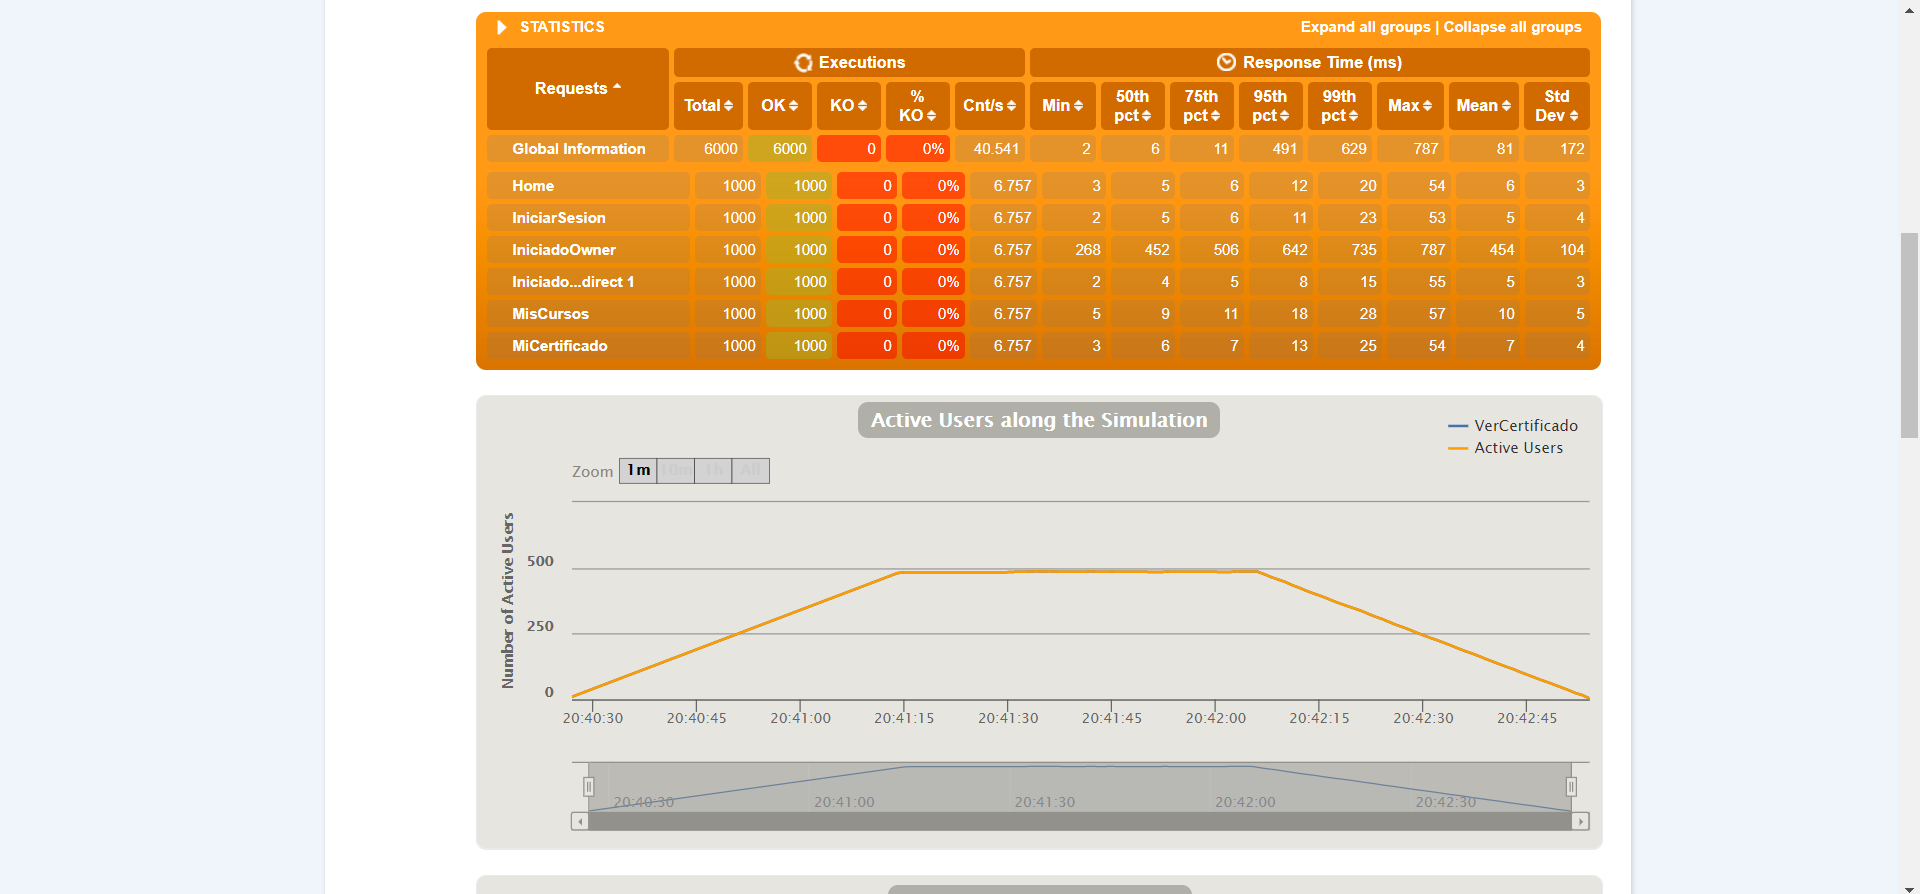 STATISTICS Expand all groups | Collapse all groups
Requests Executions Response Time (ms)
Total OK KO % KO Cnt/s Min 50th pct 75th pct 95th pct 99th pct Max Mean Std Dev
Global Information 6000 6000 0 0% 40.541 2 6 11 491 629 787 81 172
Home 1000 1000 0 0% 6.757 3 5 6 12 20 54 6 3
IniciarSesion 1000 1000 0 0% 6.757 2 5 6 11 23 53 5 4
IniciadoOwner 1000 1000 0 0% 6.757 268 452 506 642 735 787 454 104
Iniciado...direct 1 1000 1000 0 0% 6.757 2 4 5 8 15 55 5 3
MisCursos 1000 1000 0 0% 6.757 5 9 11 18 28 57 10 5
MiCertificado 1000 1000 0 0% 6.757 3 6 7 13 25 54 7 4
Active Users along the Simulation
VerCertificado
Active Users
Zoom 1m 10m 1h All
Number of Active Users
500
250
0
20:40:30 20:40:45 20:41:00 20:41:15 20:41:30 20:41:45 20:42:00 20:42:15 20:42:30 20:42:45
20:40:30 20:41:00 20:41:30 20:42:00 20:42:30